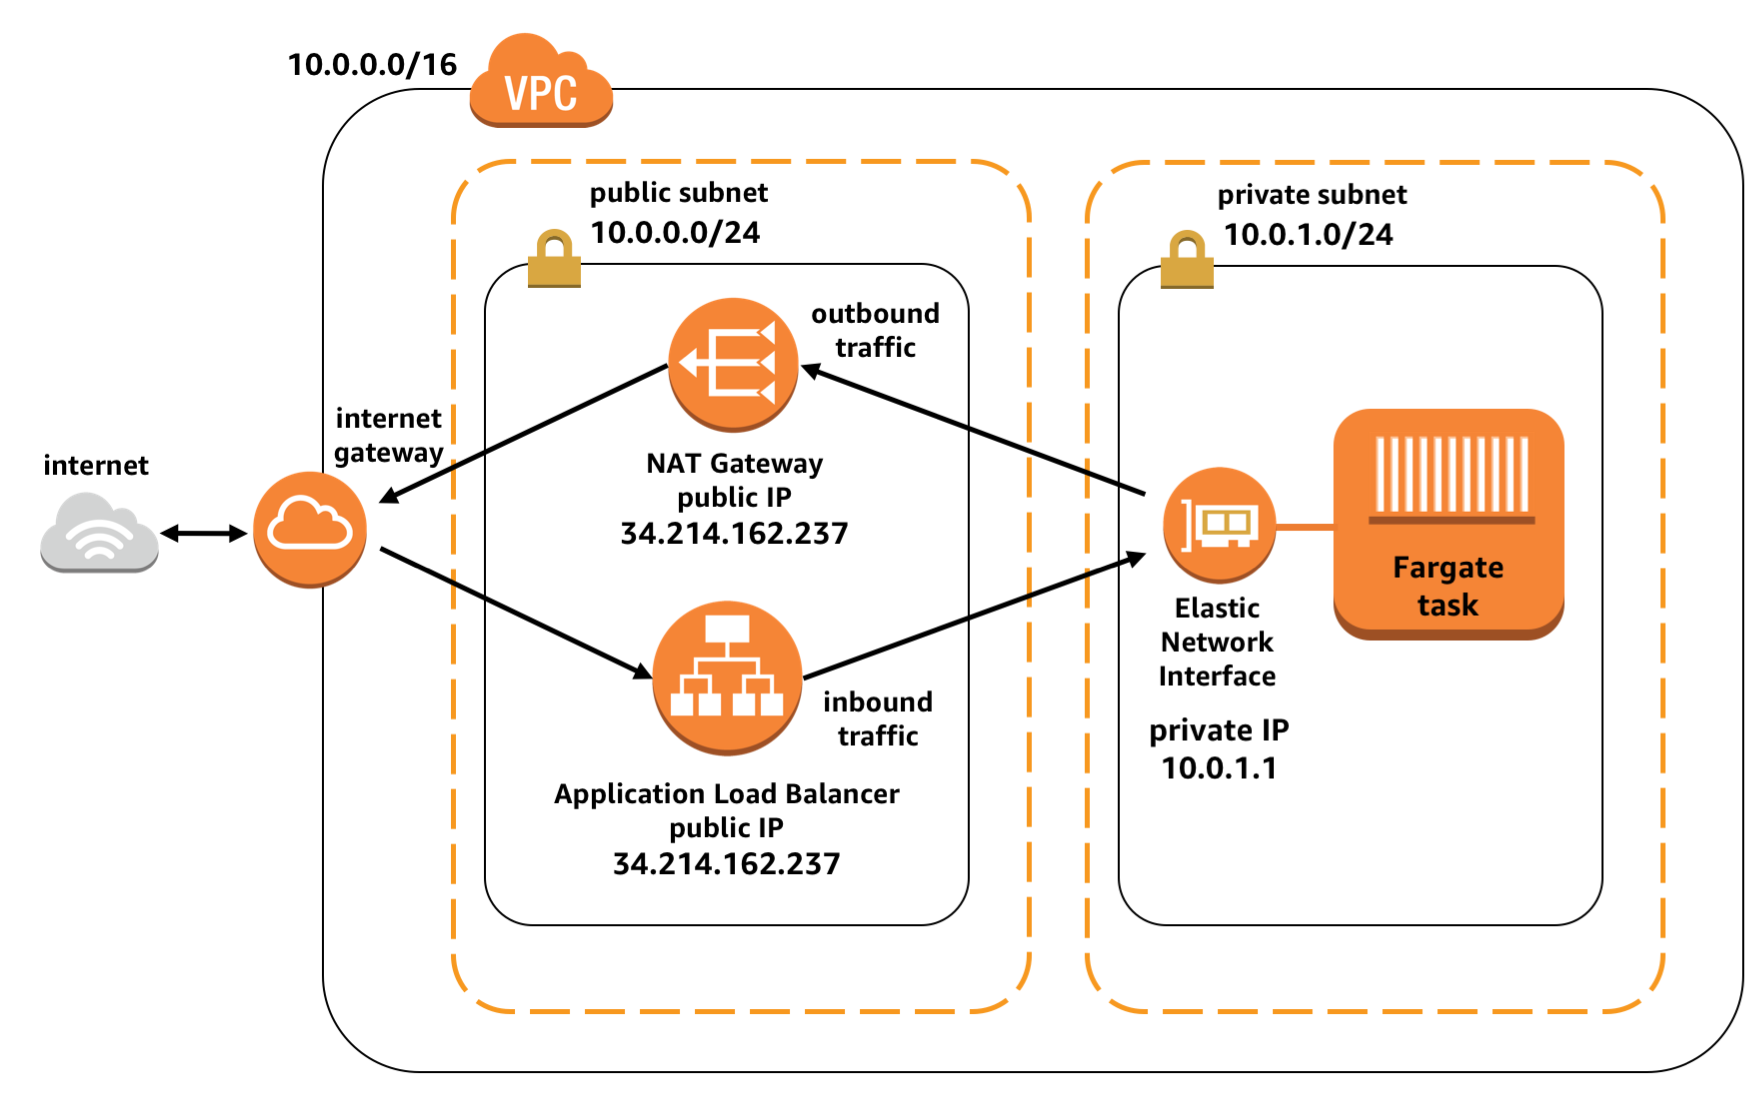 10.0.0.0/16
VPC
public subnet
10.0.0.0/24
private subnet
10.0.1.0/24
outbound
traffic
internet
gateway
internet
NAT Gateway
public IP
34.214.162.237
Fargate
task
Elastic
Network
Interface
private IP
10.0.1.1
inbound
traffic
Application Load Balancer
public IP
34.214.162.237